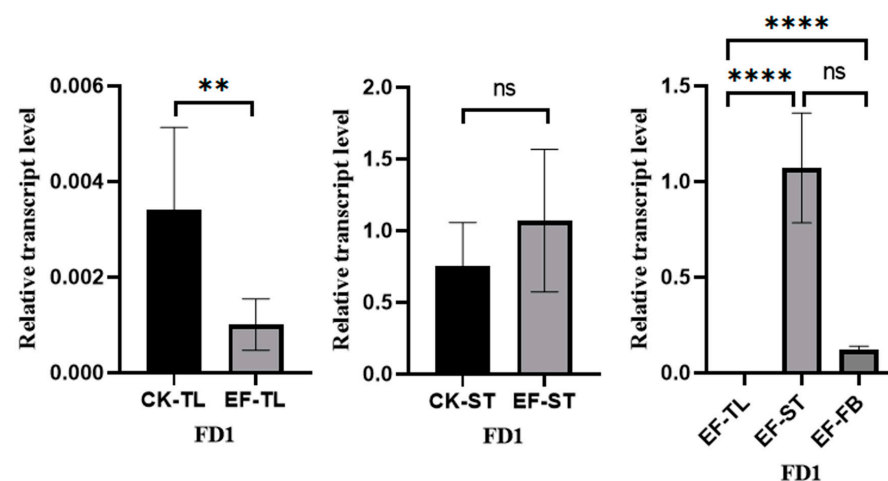 Relative transcript level
0.006
0.004
0.002
0.000
**
CK-TL EF-TL
FD1
Relative transcript level
2.0
1.5
1.0
0.5
0.0
ns
CK-ST EF-ST
FD1
Relative transcript level
1.5
1.0
0.5
0.0
****
**** ns
EF-TL EF-ST EF-FB
FD1